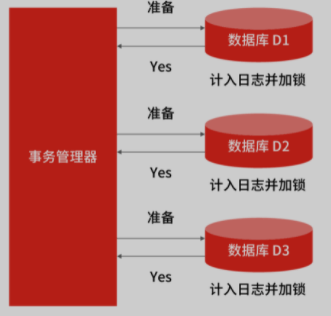 准备
数据库 D1
Yes
计入日志并加锁
准备
数据库 D2
事务管理器
Yes
计入日志并加锁
准备
数据库 D3
Yes
计入日志并加锁